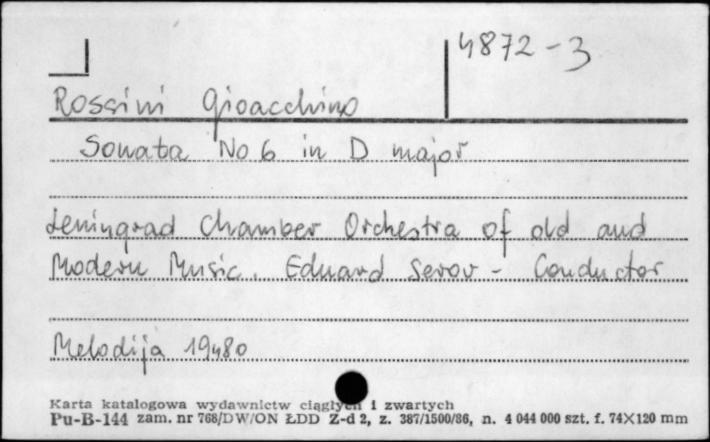 4872-3
Rossini Gioacchino
Sonata No 6 in D major
Leningrad Chamber Orchestra of old and
Modern Music. Eduard Serov - Conductor
Melodija 19480
Karta katalogowa wydawnictw ciągłych i zwartych
Pu-B-144 zam. nr 768/DW/ON ŁDD Z-d 2, z. 387/1500/86, n. 4 044 000 szt. f. 74X120 mm